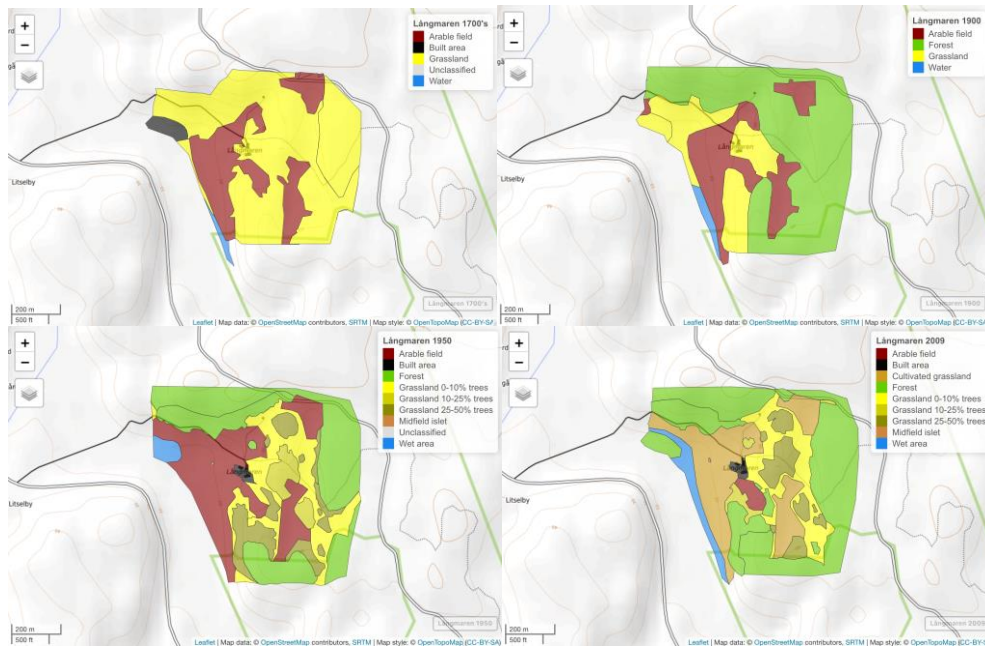 +
−
rd
Långmaren 1700's
Arable field
Built area
Grassland
Unclassified
Water
Långmaren
Litselby
200 m
500 ft
Långmaren 1700's
Leaflet | Map data: © OpenStreetMap contributors, SRTM | Map style: © OpenTopoMap (CC-BY-SA
+
−
gå
Långmaren 1900
Arable field
Forest
Grassland
Water
Långmaren
Litselby
200 m
500 ft
Långmaren 1900
Leaflet | Map data: © OpenStreetMap contributors, SRTM | Map style: © OpenTopoMap (CC-BY-SA
+
−
Långmaren 1950
Arable field
Built area
Forest
Grassland 0-10% trees
Grassland 10-25% trees
Grassland 25-50% trees
Midfield islet
Unclassified
Wet area
Långmaren
Litselby
200 m
500 ft
Långmaren 1950
Leaflet | Map data: © OpenStreetMap contributors, SRTM | Map style: © OpenTopoMap (CC-BY-SA
+
−
Långmaren 2009
Arable field
Built area
Cultivated grassland
Forest
Grassland 0-10% trees
Grassland 10-25% trees
Grassland 25-50% trees
Midfield islet
Wet area
Långmaren
Litselby
200 m
500 ft
Långmaren 2009
Leaflet | Map data: © OpenStreetMap contributors, SRTM | Map style: © OpenTopoMap (CC-BY-SA